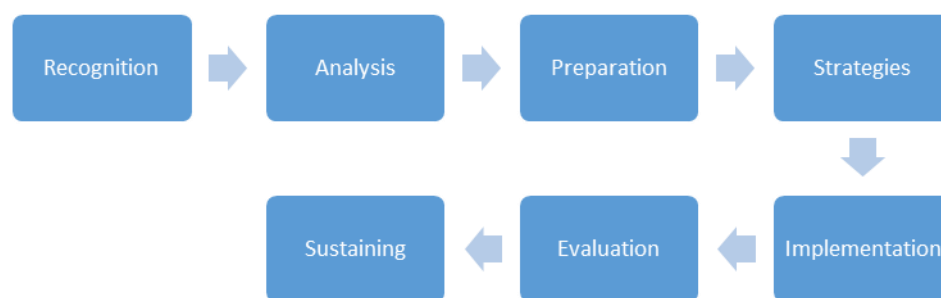 Recognition
Analysis
Preparation
Strategies
Implementation
Evaluation
Sustaining